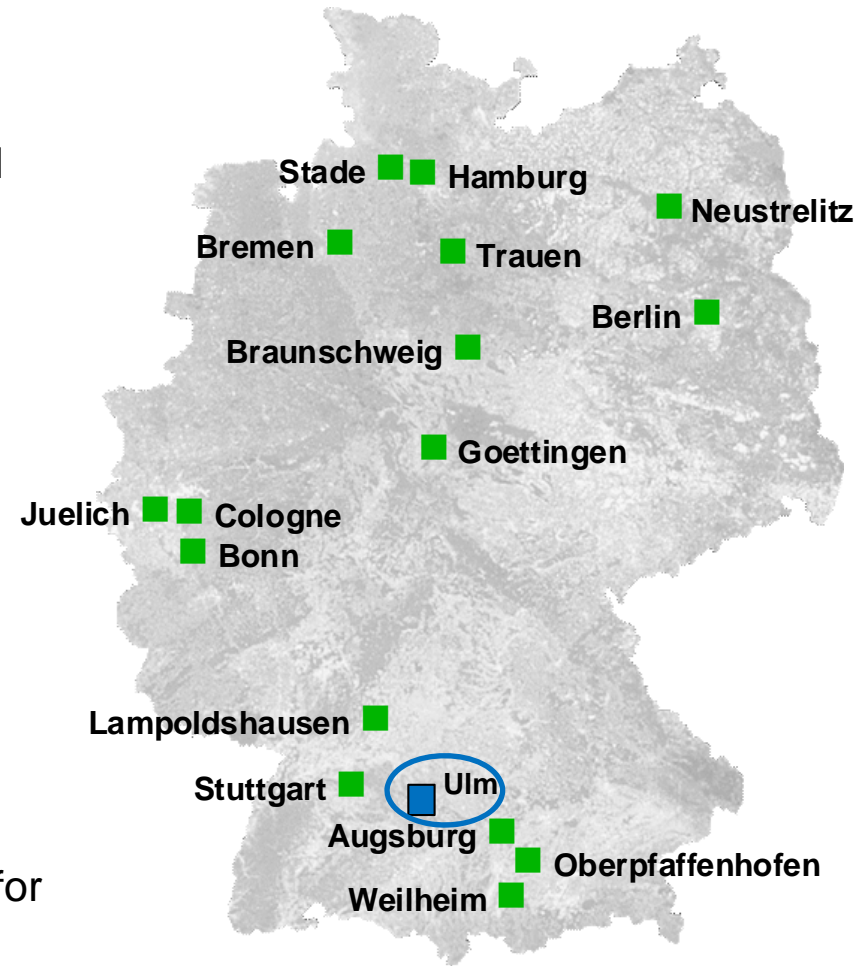 Stade
Hamburg
Neustrelitz
Bremen
Trauen
Berlin
Braunschweig
Goettingen
Juelich
Cologne
Bonn
Lampoldshausen
Stuttgart
Ulm
Augsburg
Oberpfaffenhofen
for
Weilheim